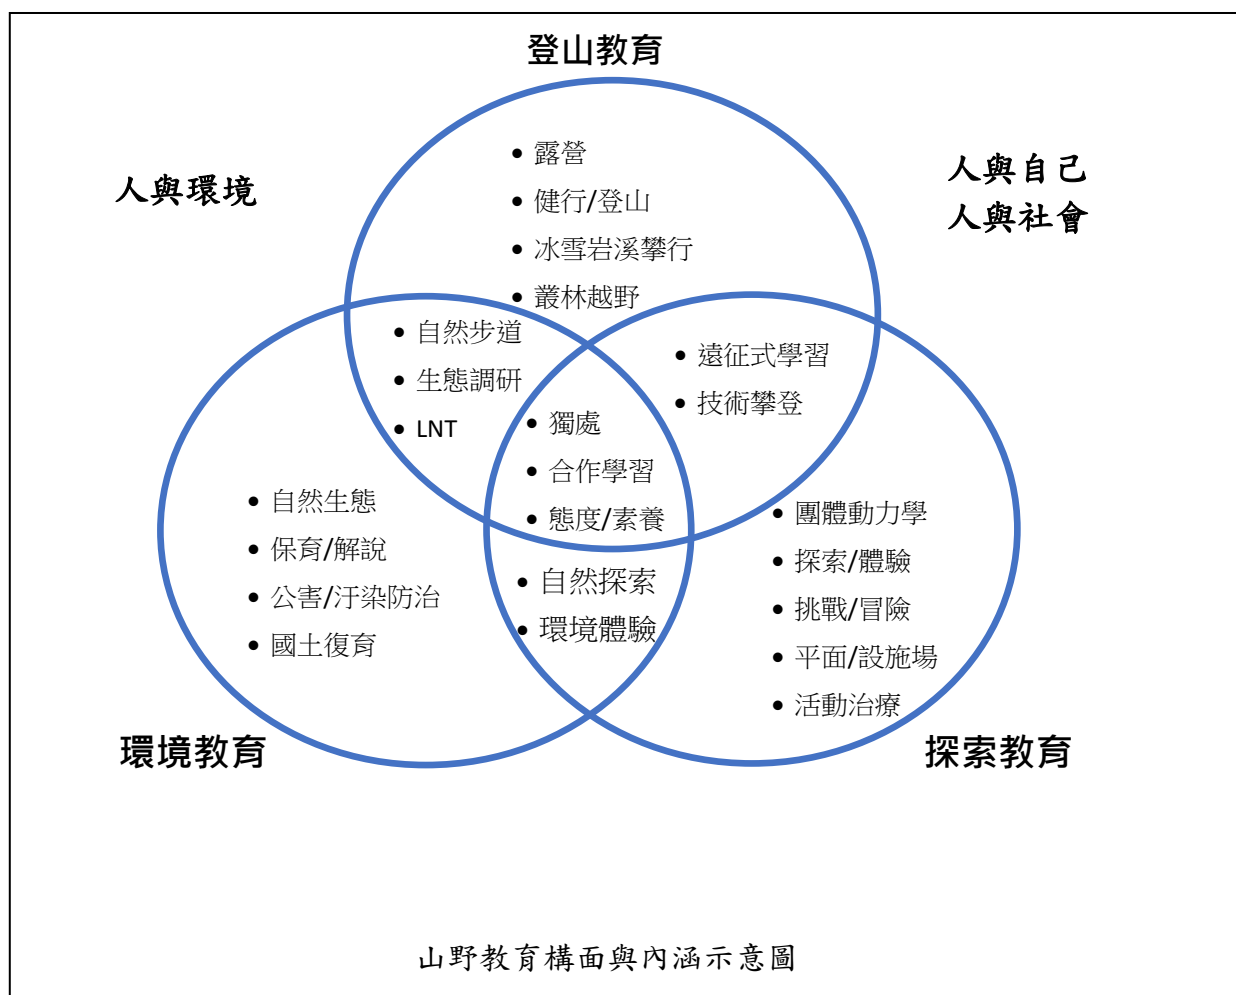 登山教育
人與環境
人與自己
人與社會
• 露營
• 健行/登山
• 冰雪岩溪攀行
• 叢林越野
• 自然步道
• 生態調研
• LNT
• 遠征式學習
• 技術攀登
• 獨處
• 合作學習
• 態度/素養
• 自然生態
• 保育/解說
• 公害/汙染防治
• 國土復育
• 自然探索
• 環境體驗
• 團體動力學
• 探索/體驗
• 挑戰/冒險
• 平面/設施場
• 活動治療
環境教育
探索教育
山野教育構面與內涵示意圖